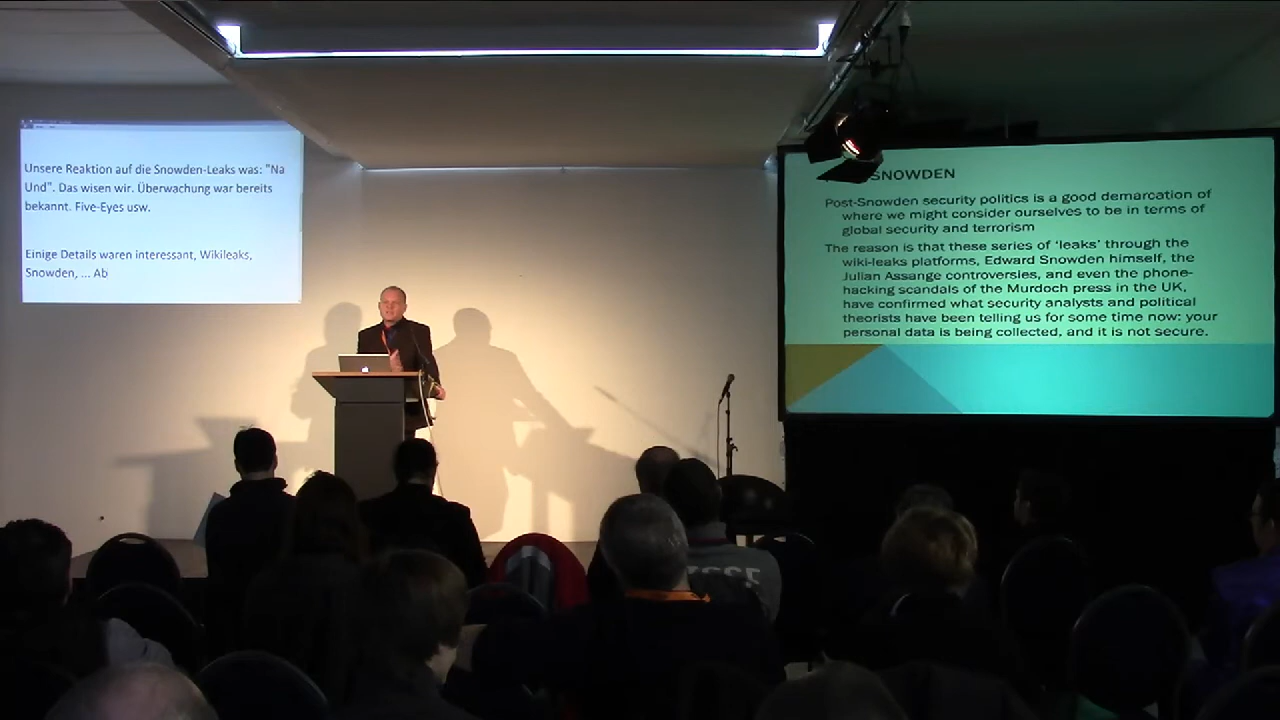 Unsere Reaktion auf die Snowden-Leaks was: "Na
Und". Das wisen wir. Überwachung war bereits
bekannt. Five-Eyes usw.
Einige Details waren interessant, Wikileaks,
Snowden, ... Ab
SNOWDEN
Post-Snowden security politics is a good demarcation of
where we might consider ourselves to be in terms of
global security and terrorism
The reason is that these series of ‘leaks’ through the
wiki-leaks platforms, Edward Snowden himself, the
Julian Assange controversies, and even the phone-
hacking scandals of the Murdoch press in the UK,
have confirmed what security analysts and political
theorists have been telling us for some time now: your
personal data is being collected, and it is not secure.